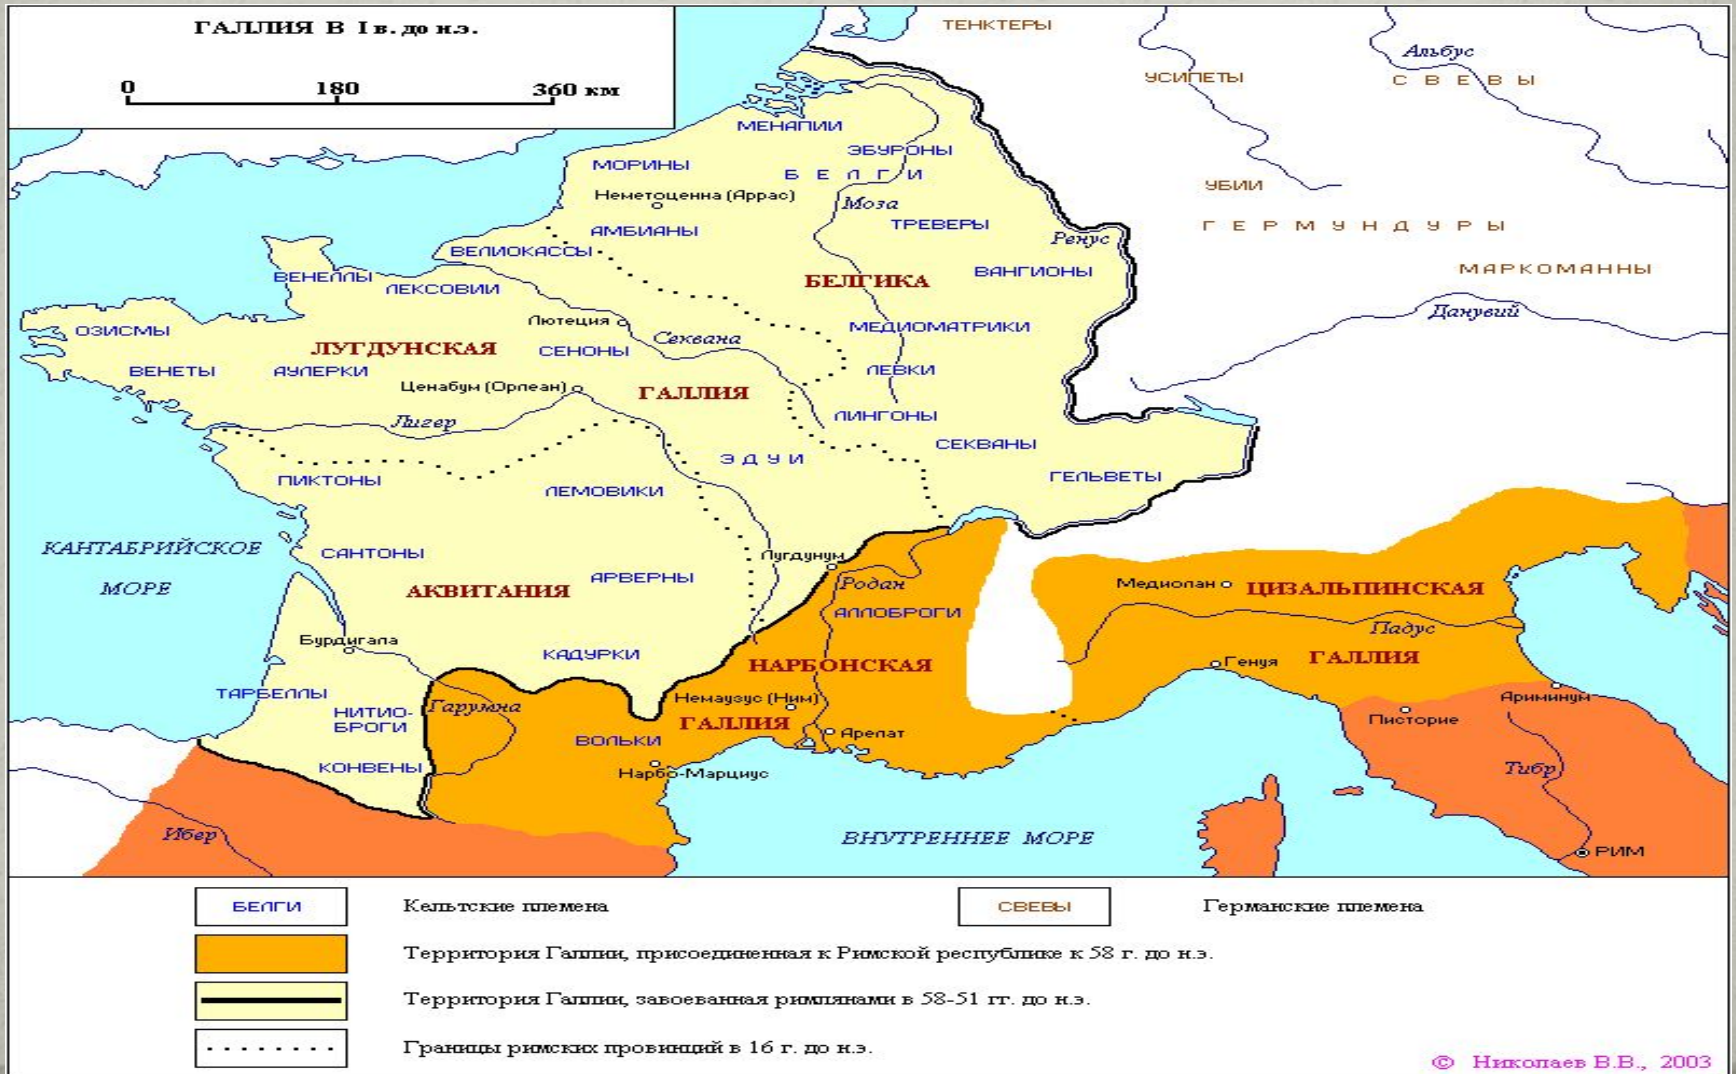 ГАЛЛИЯ В I в. до н.э.
0 180 360 км
ТЕНКТЕРЫ
Альбус
УСИПЕТЫ
СВЕВЫ
МЕНАПИИ
ЭБУРОНЫ
МОРИНЫ
БЕЛГИ
УБИИ
Неметоценна (Аррас)
Моза
ТРЕВЕРЫ
ГЕРМУНДУРЫ
АМБИАНЫ
Ренус
ВЕЛИОКАССЫ
ВАНГИОНЫ
МАРКОМАННЫ
ВЕНЕЛЛЫ
ЛЕКСОВИИ
БЕЛГИКА
Данувий
ОЗИСМЫ
Лютеция
Секвана
МЕДИОМАТРИКИ
ЛУГДУНСКАЯ
СЕНОНЫ
ВЕНЕТЫ
АУЛЕРКИ
ЛЕВКИ
Ценабум (Орлеан)
ГАЛЛИЯ
Лигер
ЛИНГОНЫ
СЕКВАНЫ
ЭДУИ
ПИКТОНЫ
ЛЕМОВИКИ
ГЕЛЬВЕТЫ
КАНТАБРИЙСКОЕ
МОРЕ
САНТОНЫ
Лугдунум
АКВИТАНИЯ
АРВЕРНЫ
Родан
Медиолан
ЦИЗАЛЬПИНСКАЯ
АЛЛОБРОГИ
Бурдигала
Падус
КАДУРКИ
НАРБОНСКАЯ
Генуя
ГАЛЛИЯ
ТАРБЕЛЛЫ
Немаузус (Ним)
Ариминум
НИТИО-
БРОГИ
Гарумна
ГАЛЛИЯ
Писторие
ВОЛЬКИ
Арелат
КОНВЕНЫ
Нарбо-Марциус
Тибр
Ибер
ВНУТРЕННЕЕ МОРЕ
РИМ
БЕЛГИ Кельтские племена
СВЕВЫ Германские племена
Территория Галлии, присоединенная к Римской республике к 58 г. до н.э.
Территория Галлии, завоеванная римлянами в 58-51 гг. до н.э.
Границы римских провинций в 16 г. до н.э.
© Николаев В.В., 2003